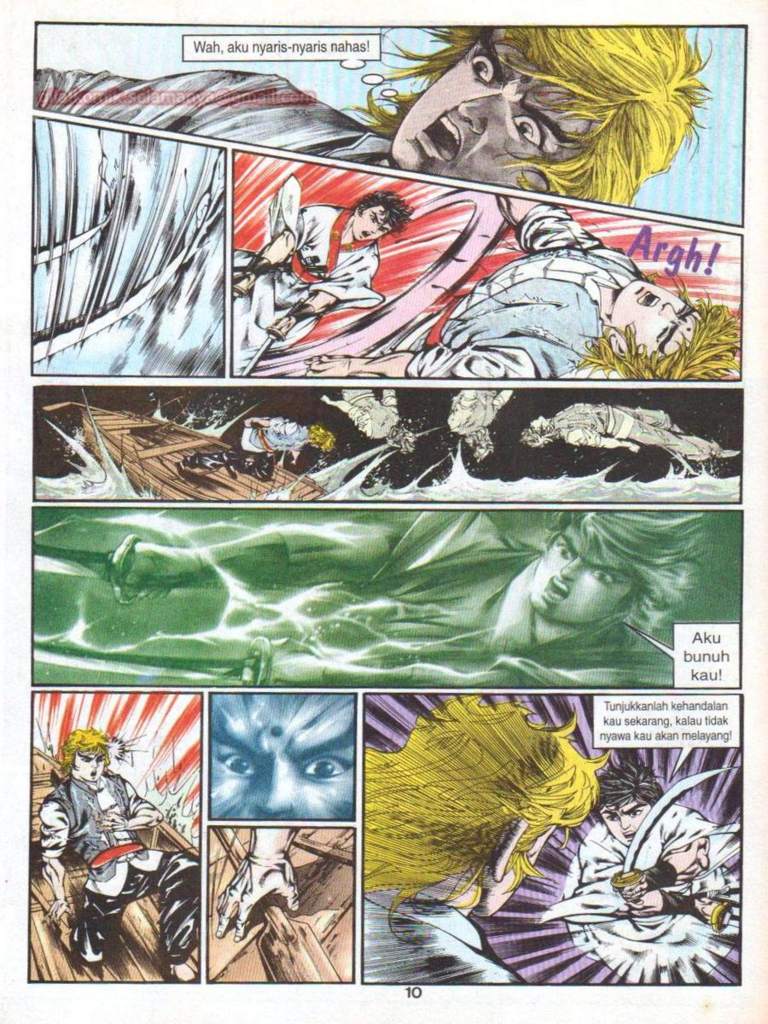 Wah, aku nyaris-nyaris nahas!
Argh!
Aku
bunuh
kau!
Tunjukkanlah kehandalan
kau sekarang, kalau tidak
nyawa kau akan melayang!
10